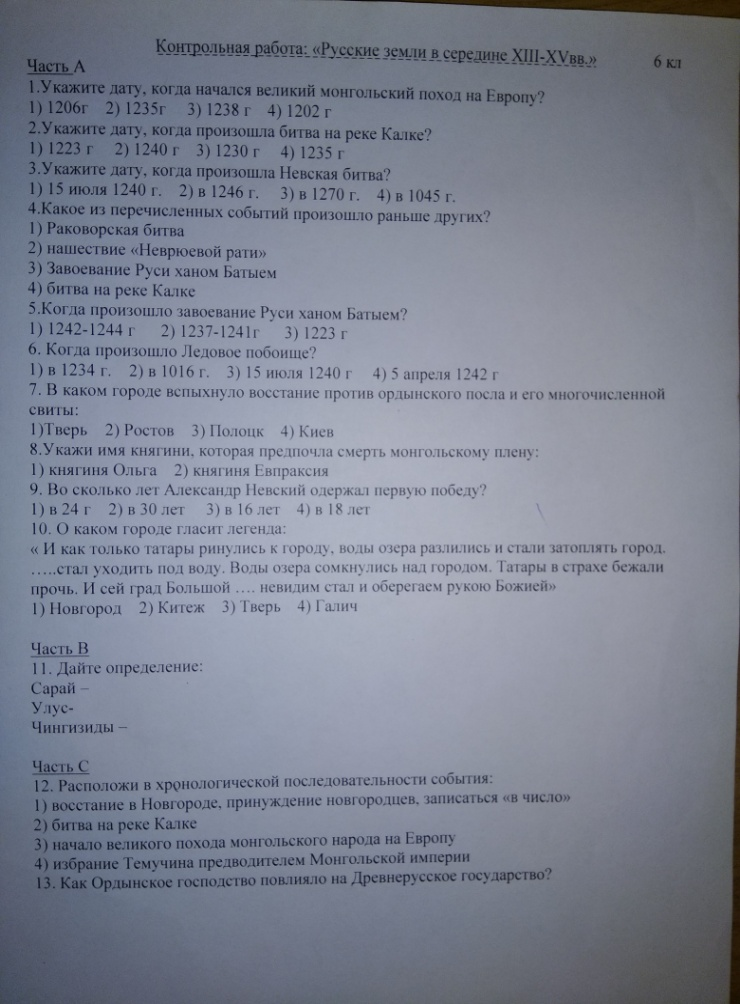 Контрольная работа: «Русские земли в середине XIII-XVвв.» 6 кл
Часть А
1.Укажите дату, когда начался великий монгольский поход на Европу?
1) 1206г 2) 1235г 3) 1238 г 4) 1202 г
2.Укажите дату, когда произошла битва на реке Калке?
1) 1223 г 2) 1240 г 3) 1230 г 4) 1235 г
3.Укажите дату, когда произошла Невская битва?
1) 15 июля 1240 г. 2) в 1246 г. 3) в 1270 г. 4) в 1045 г.
4.Какое из перечисленных событий произошло раньше других?
1) Раковорская битва
2) нашествие «Неврюевой рати»
3) Завоевание Руси ханом Батыем
4) битва на реке Калке
5.Когда произошло завоевание Руси ханом Батыем?
1) 1242-1244 г 2) 1237-1241г 3) 1223 г
6. Когда произошло Ледовое побоище?
1) в 1234 г. 2) в 1016 г. 3) 15 июля 1240 г 4) 5 апреля 1242 г
7. В каком городе вспыхнуло восстание против ордынского посла и его многочисленной
свиты:
1)Тверь 2) Ростов 3) Полоцк 4) Киев
8.Укажи имя княгини, которая предпочла смерть монгольскому плену:
1) княгиня Ольга 2) княгиня Евпраксия
9. Во сколько лет Александр Невский одержал первую победу?
1) в 24 г 2) в 30 лет 3) в 16 лет 4) в 18 лет
10. О каком городе гласит легенда:
« И как только татары ринулись к городу, воды озера разлились и стали затоплять город.
…..стал уходить под воду. Воды озера сомкнулись над городом. Татары в страхе бежали
прочь. И сей град Большой …. невидим стал и оберегаем рукою Божией»
1) Новгород 2) Китеж 3) Тверь 4) Галич
Часть В
11. Дайте определение:
Сарай –
Улус-
Чингизиды –
Часть С
12. Расположи в хронологической последовательности события:
1) восстание в Новгороде, принуждение новгородцев, записаться «в число»
2) битва на реке Калке
3) начало великого похода монгольского народа на Европу
4) избрание Темучина предводителем Монгольской империи
13. Как Ордынское господство повлияло на Древнерусское государство?